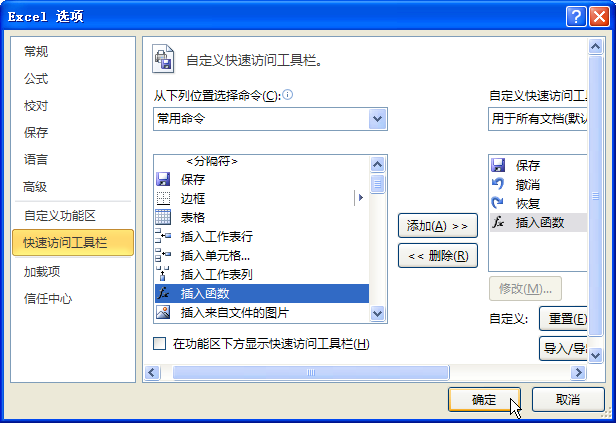 Excel 选项
常规
公式
校对
保存
语言
高级
自定义功能区
快速访问工具栏
加载项
信任中心
自定义快速访问工具栏。
从下列位置选择命令(C):
常用命令
<分隔符>
保存
边框
表格
插入工作表行
插入单元格...
插入工作表列
插入函数
插入来自文件的图片
在功能区下方显示快速访问工具栏(H)
添加(A) >>
<< 删除(R)
自定义快速访问工具
用于所有文档(默认
保存
撤消
恢复
插入函数
修改(M)...
自定义:
重置(E)
导入/导
确定
取消